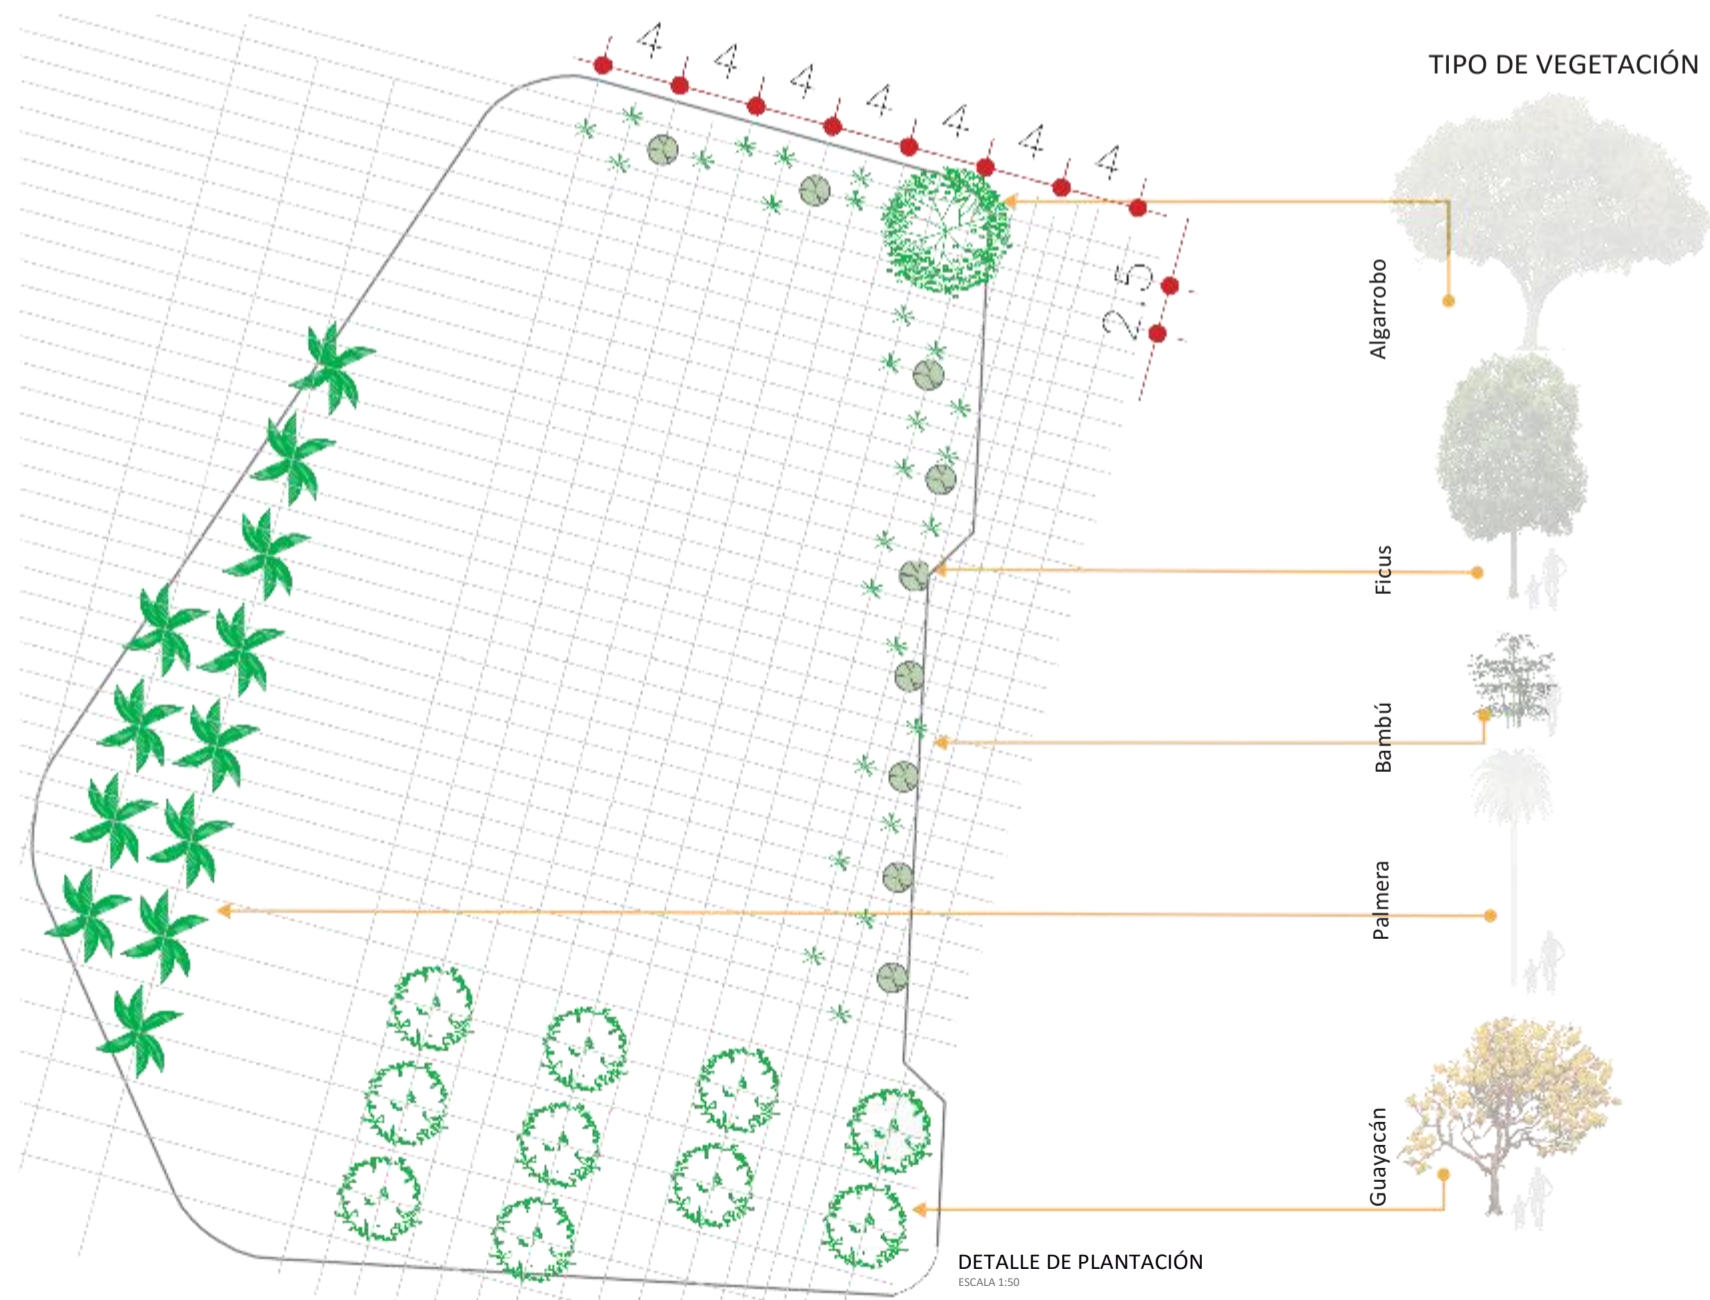 TIPO DE VEGETACIÓN
4
4
4
4
4
4
4
2.5
Algarrobo
Ficus
Bambú
Palmera
Guayacán
DETALLE DE PLANTACIÓN
ESCALA 1:50